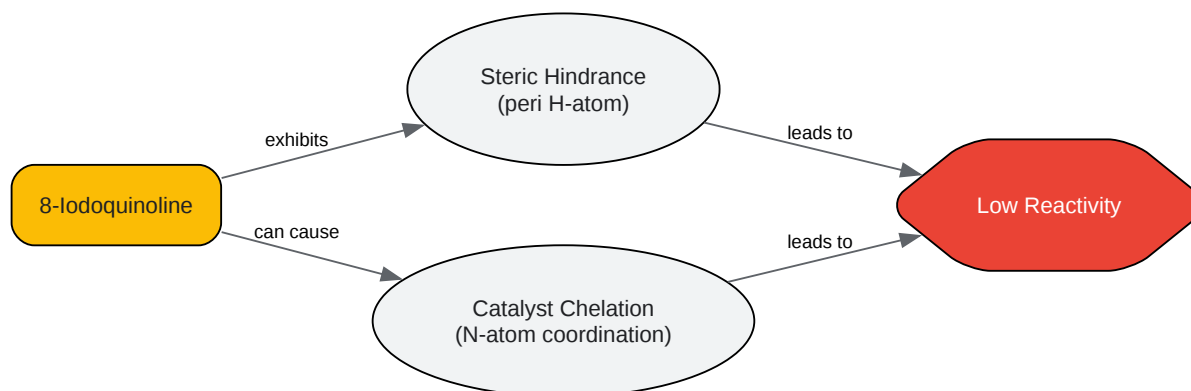 Steric Hindrance
(peri H-atom)
exhibits
leads to
8-Iodoquinoline
Low Reactivity
can cause
leads to
Catalyst Chelation
(N-atom coordination)